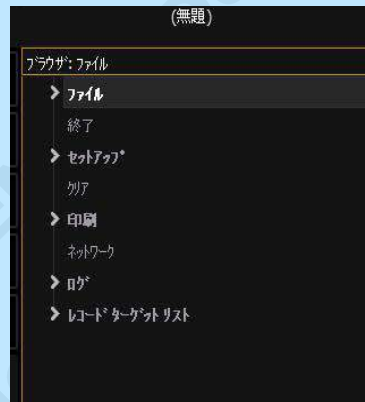 (無題)
ﾌﾞﾗｳｻﾞ: ﾌｧｲﾙ
ﾌｧｲﾙ
終了
ｾｯﾄｱｯﾌﾟ
ｸﾘｱ
印刷
ﾈｯﾄﾜｰｸ
ﾛｸﾞ
ﾚｺｰﾄﾞ ﾀｰｹﾞｯﾄ ﾘｽﾄ